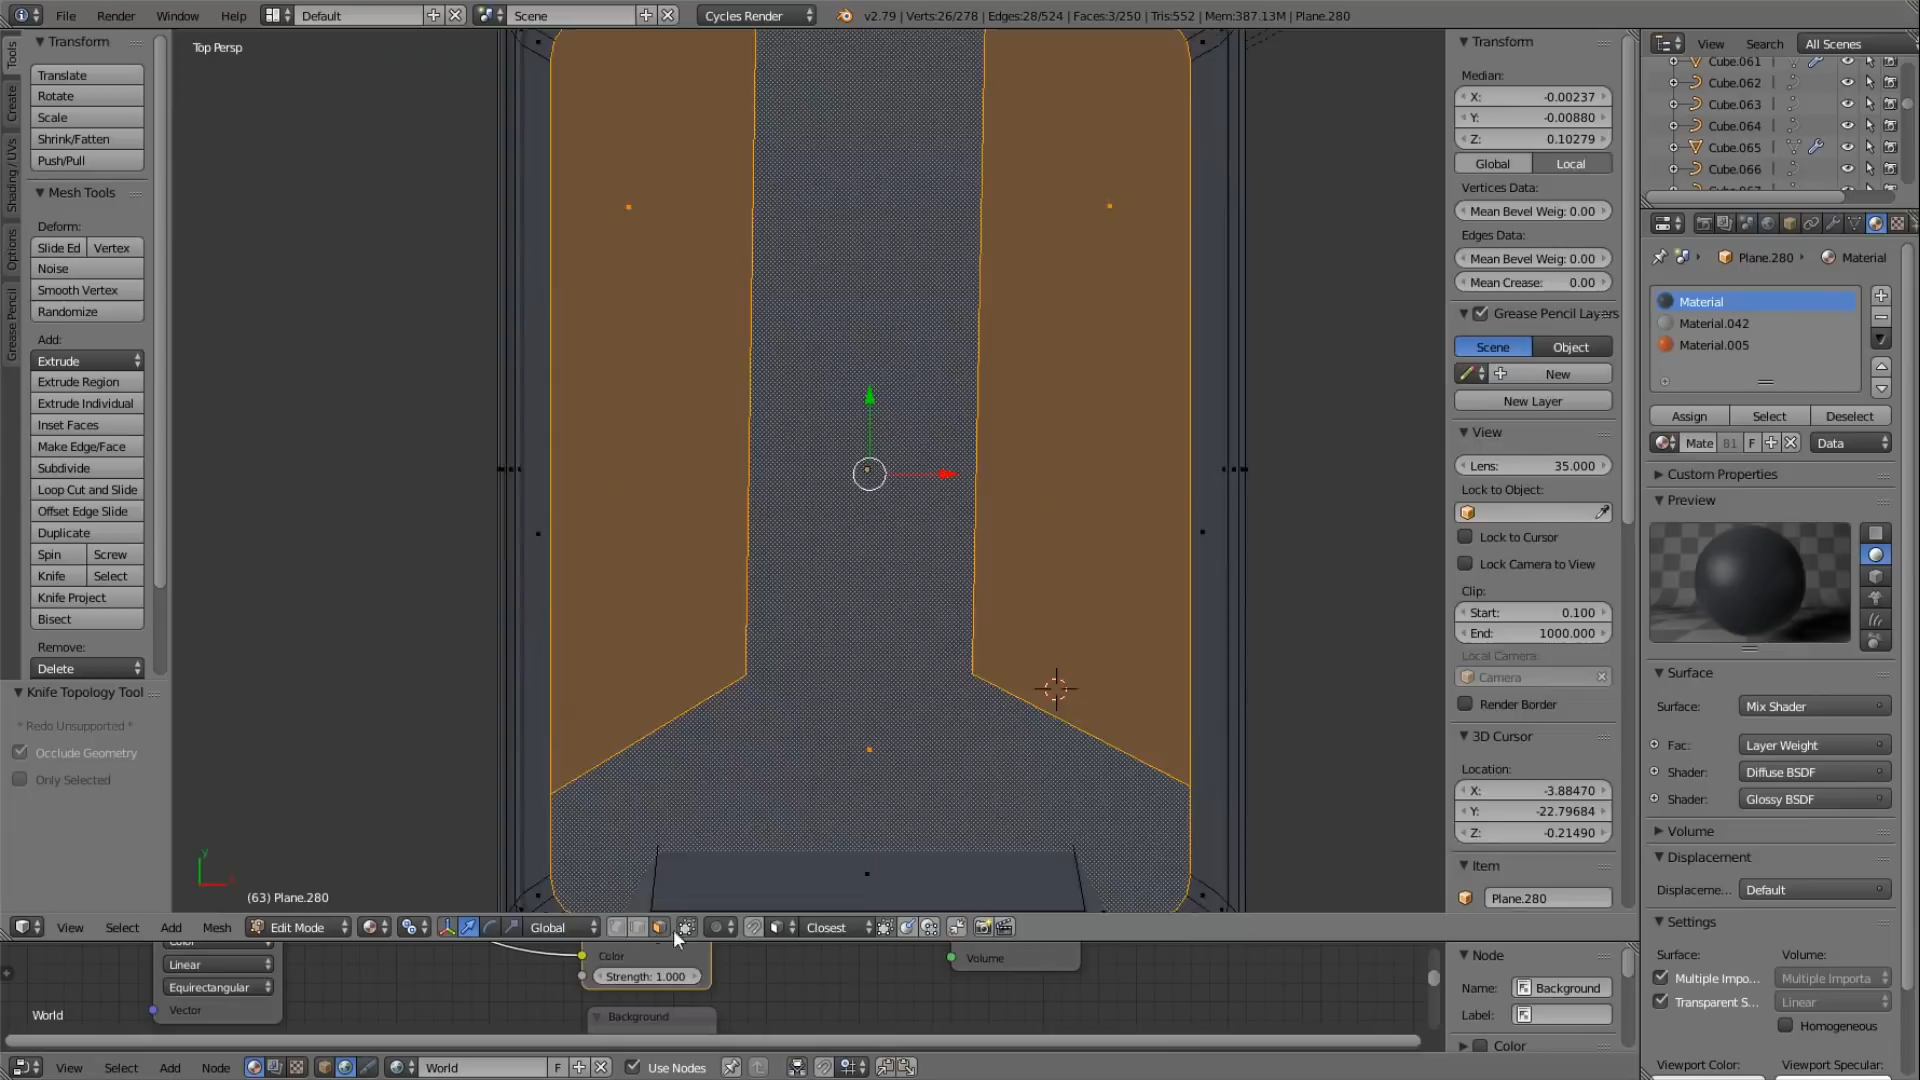 File Render Window Help Default Scene Cycles Render v2.79 | Verts:26/278 | Edges:28/524 | Faces:3/250 | Tris:552 | Mem:387.13M | Plane.280
Tools
Create
Shading / UVs
Options
Grease Pencil
Transform
Translate
Rotate
Scale
Shrink/Fatten
Push/Pull
Mesh Tools
Deform:
Slide Ed Vertex
Noise
Smooth Vertex
Randomize
Add:
Extrude
Extrude Region
Extrude Individual
Inset Faces
Make Edge/Face
Subdivide
Loop Cut and Slide
Offset Edge Slide
Duplicate
Spin Screw
Knife Select
Knife Project
Bisect
Remove:
Delete
Knife Topology Tool
* Redo Unsupported *
Occlude Geometry
Only Selected
Top Persp
(63) Plane.280
View Select Add Mesh Edit Mode Global Closest
Transform
Median:
X: -0.00237
Y: -0.00880
Z: 0.10279
Global Local
Vertices Data:
Mean Bevel Weig: 0.00
Edges Data:
Mean Bevel Weig: 0.00
Mean Crease: 0.00
Grease Pencil Layers
Scene Object
New
New Layer
View
Lens: 35.000
Lock to Object:
Lock to Cursor
Lock Camera to View
Clip:
Start: 0.100
End: 1000.000
Local Camera:
Camera
Render Border
3D Cursor
Location:
X: -3.88470
Y: -22.79684
Z: -0.21490
Item
Plane.280
View Search All Scenes
Cube.061
Cube.062
Cube.063
Cube.064
Cube.065
Cube.066
Plane.280 Material
Material
Material.042
Material.005
Assign Select Deselect
Mate 81 F Data
Custom Properties
Preview
Surface
Surface: Mix Shader
Fac: Layer Weight
Shader: Diffuse BSDF
Shader: Glossy BSDF
Volume
Displacement
Displaceme... Default
Settings
Surface: Volume:
Multiple Impo... Multiple Importa
Transparent S... Linear
Homogeneous
Viewport Color: Viewport Specular:
Color
Linear
Equirectangular
Vector
World
Color
Strength: 1.000
Background
Volume
Node
Name: Background
Label:
Color
View Select Add Node World F Use Nodes